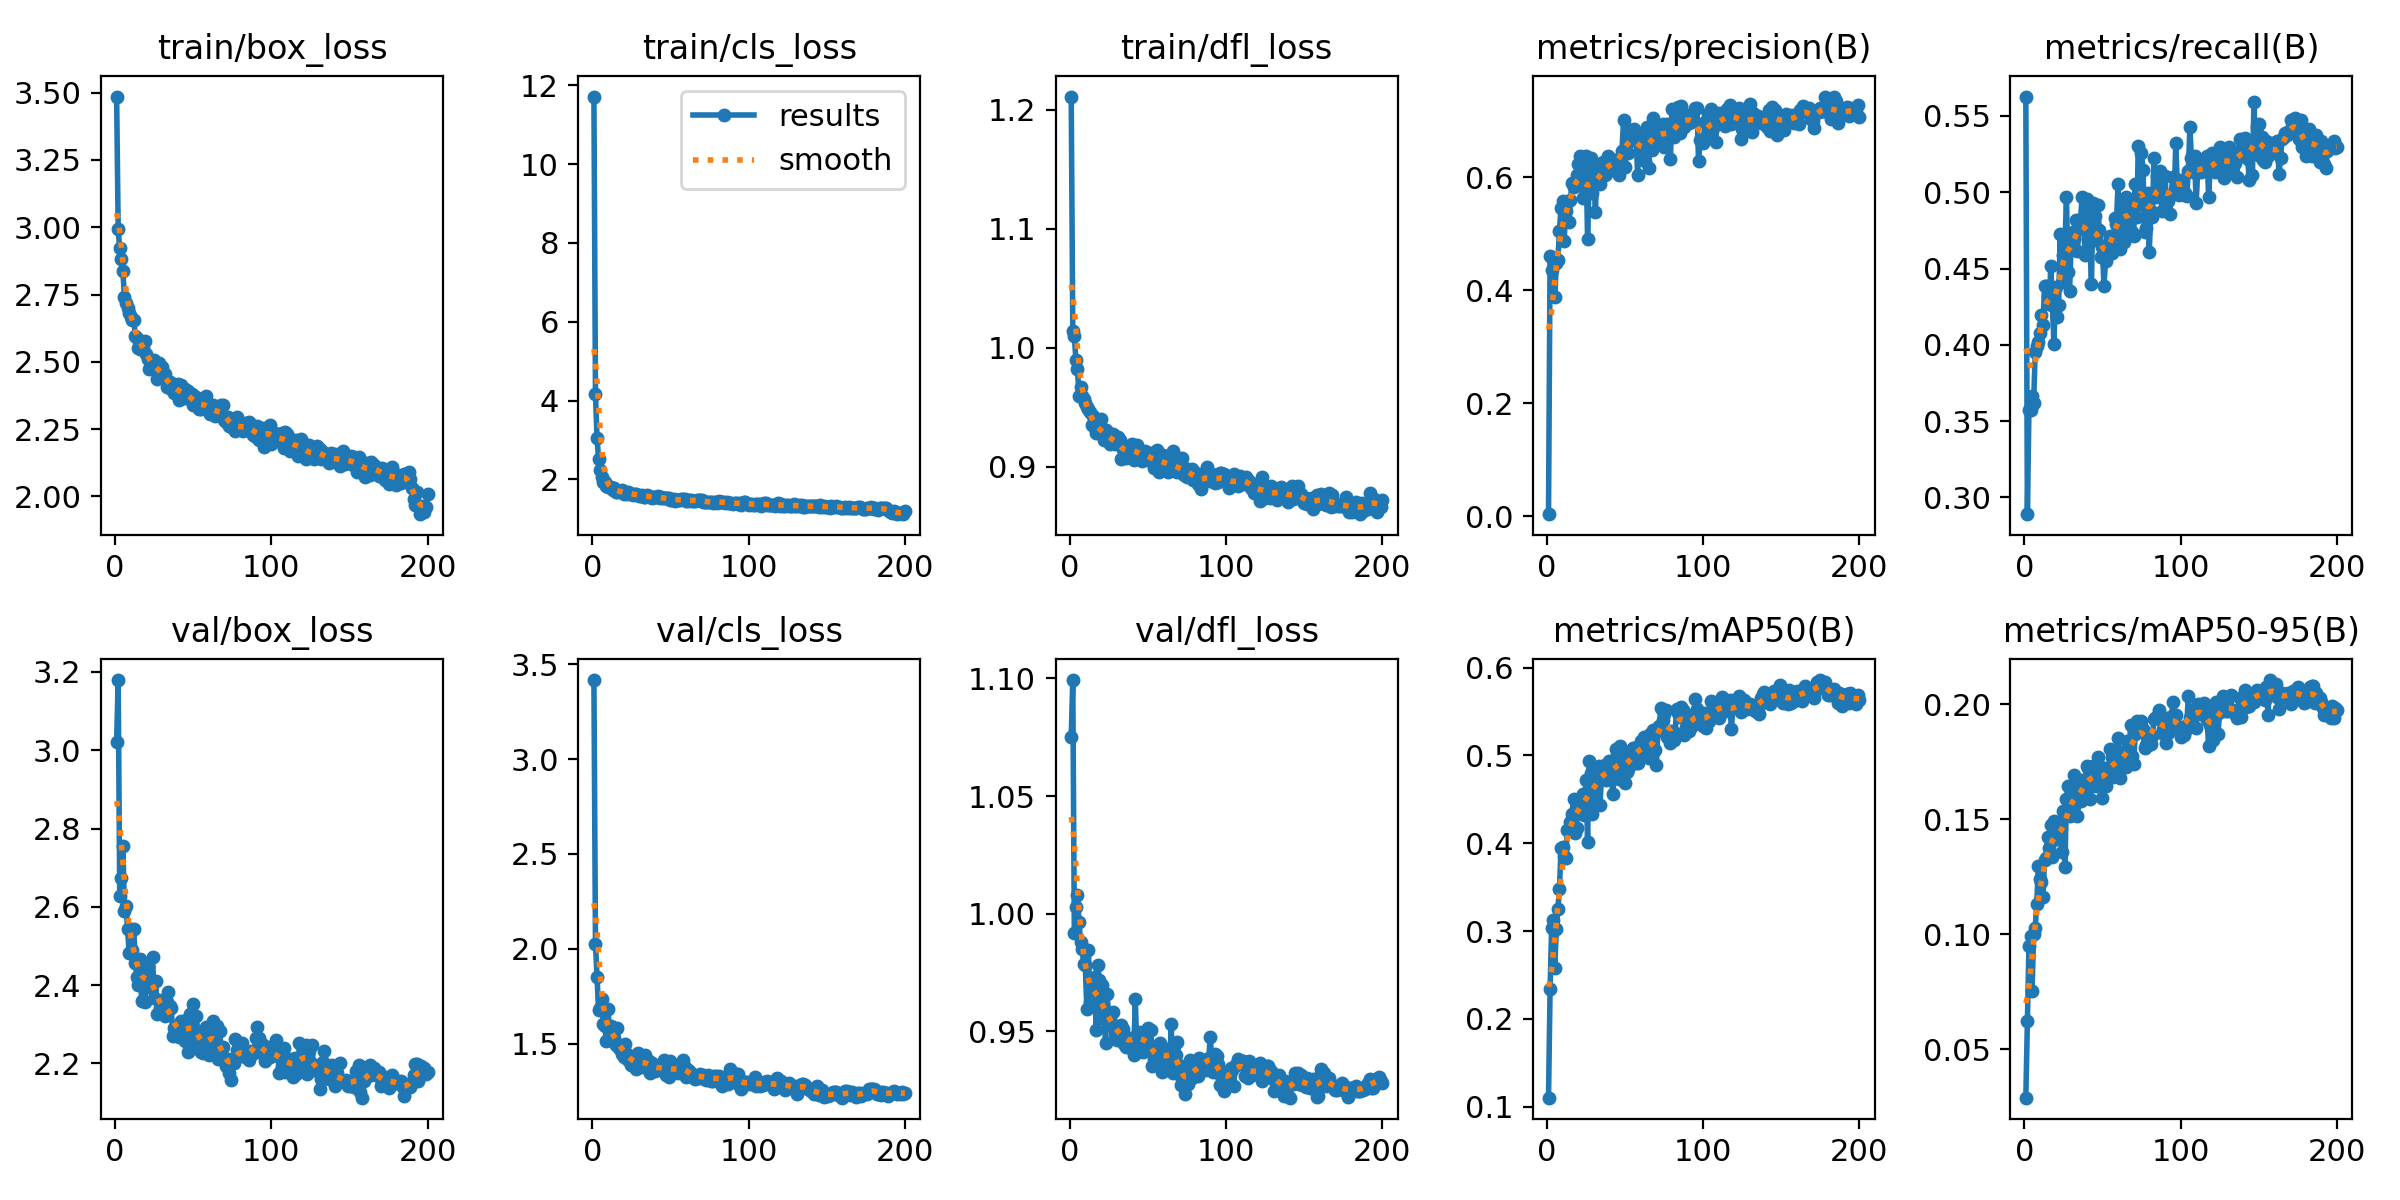 train/box_loss
3.50
3.25
3.00
2.75
2.50
2.25
2.00
0 100 200
train/cls_loss
12
10
8
6
4
2
results
smooth
0 100 200
train/dfl_loss
1.2
1.1
1.0
0.9
0 100 200
metrics/precision(B)
0.6
0.4
0.2
0.0
0 100 200
metrics/recall(B)
0.55
0.50
0.45
0.40
0.35
0.30
0 100 200
val/box_loss
3.2
3.0
2.8
2.6
2.4
2.2
0 100 200
val/cls_loss
3.5
3.0
2.5
2.0
1.5
0 100 200
val/dfl_loss
1.10
1.05
1.00
0.95
0 100 200
metrics/mAP50(B)
0.6
0.5
0.4
0.3
0.2
0.1
0 100 200
metrics/mAP50-95(B)
0.20
0.15
0.10
0.05
0 100 200